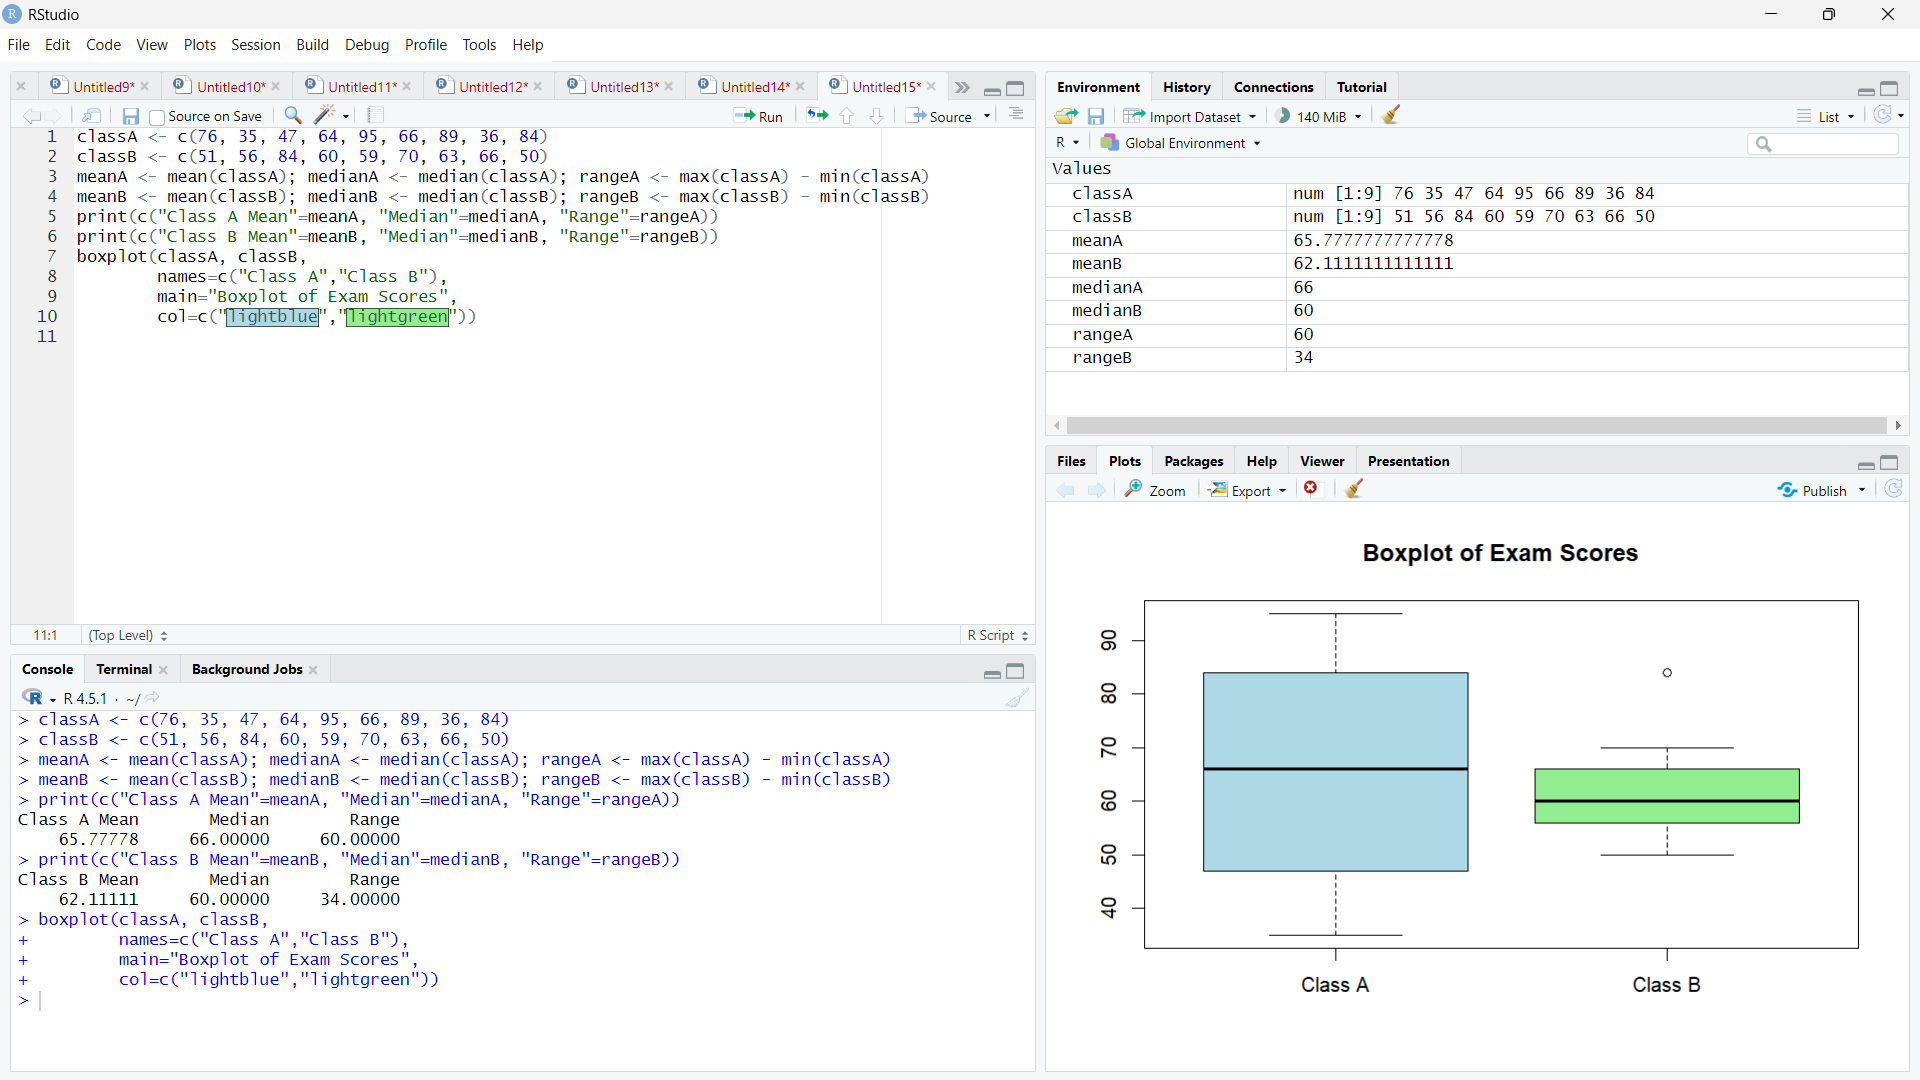 RStudio
File Edit Code View Plots Session Build Debug Profile Tools Help
Untitled9* Untitled10* Untitled11* Untitled12* Untitled13* Untitled14* Untitled15*
Source on Save Run Source
1 classA <- c(76, 35, 47, 64, 95, 66, 89, 36, 84)
2 classB <- c(51, 56, 84, 60, 59, 70, 63, 66, 50)
3 meanA <- mean(classA); medianA <- median(classA); rangeA <- max(classA) - min(classA)
4 meanB <- mean(classB); medianB <- median(classB); rangeB <- max(classB) - min(classB)
5 print(c("Class A Mean"=meanA, "Median"=medianA, "Range"=rangeA))
6 print(c("Class B Mean"=meanB, "Median"=medianB, "Range"=rangeB))
7 boxplot(classA, classB,
8         names=c("Class A","Class B"),
9         main="Boxplot of Exam Scores",
10         col=c("lightblue","lightgreen"))
11
11:1 (Top Level) R Script
Console Terminal Background Jobs
R R 4.5.1 · ~/
> classA <- c(76, 35, 47, 64, 95, 66, 89, 36, 84)
> classB <- c(51, 56, 84, 60, 59, 70, 63, 66, 50)
> meanA <- mean(classA); medianA <- median(classA); rangeA <- max(classA) - min(classA)
> meanB <- mean(classB); medianB <- median(classB); rangeB <- max(classB) - min(classB)
> print(c("Class A Mean"=meanA, "Median"=medianA, "Range"=rangeA))
Class A Mean       Median        Range
    65.77778     66.00000     60.00000
> print(c("Class B Mean"=meanB, "Median"=medianB, "Range"=rangeB))
Class B Mean       Median        Range
    62.11111     60.00000     34.00000
> boxplot(classA, classB,
+         names=c("Class A","Class B"),
+         main="Boxplot of Exam Scores",
+         col=c("lightblue","lightgreen"))
>
Environment History Connections Tutorial
Import Dataset 140 MiB List
R Global Environment
Values
classA num [1:9] 76 35 47 64 95 66 89 36 84
classB num [1:9] 51 56 84 60 59 70 63 66 50
meanA 65.7777777777778
meanB 62.1111111111111
medianA 66
medianB 60
rangeA 60
rangeB 34
Files Plots Packages Help Viewer Presentation
Zoom Export Publish
Boxplot of Exam Scores
90
80
70
60
50
40
Class A Class B